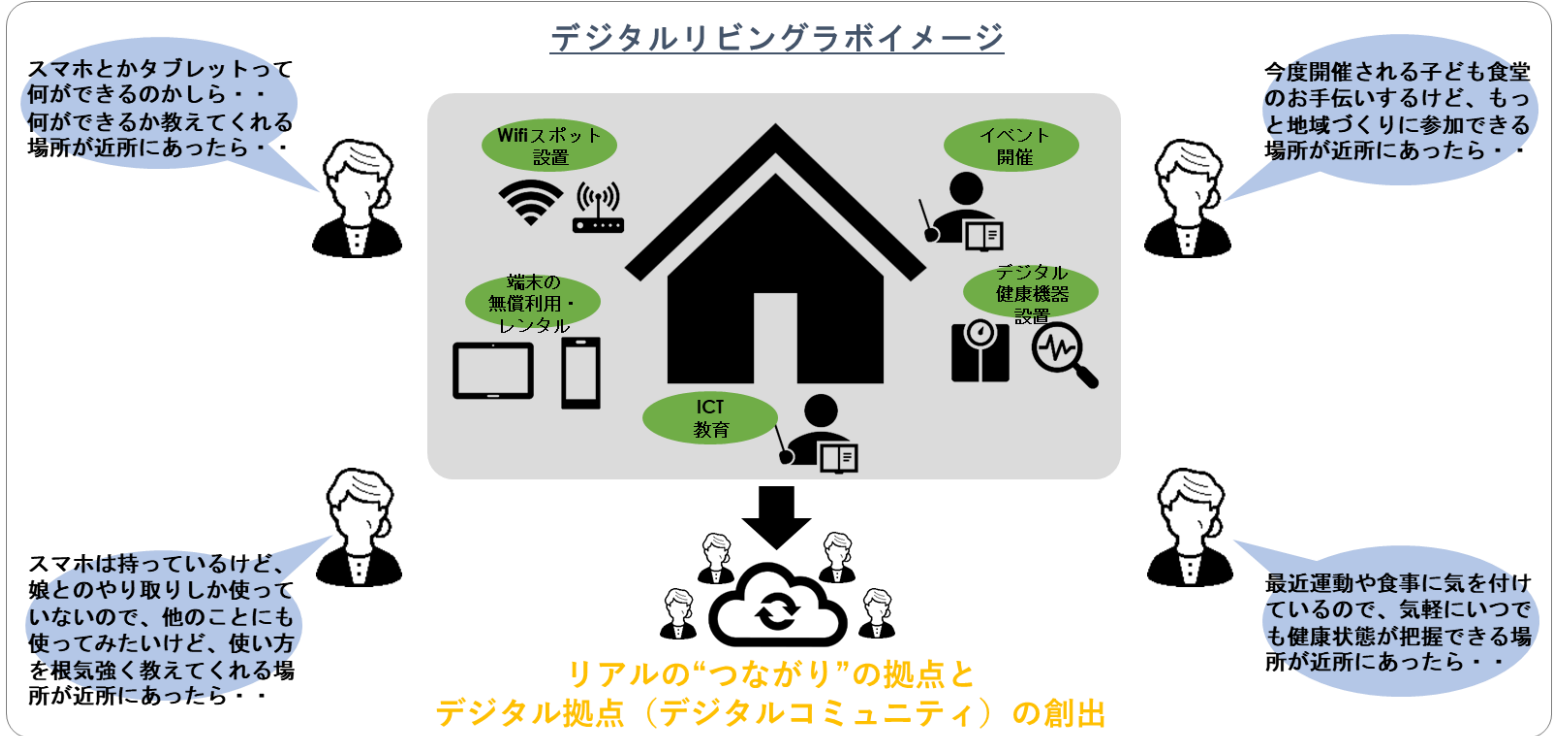 デジタルリビングラボイメージ
スマホとかタブレットって
何ができるのかしら・・
何ができるか教えてくれる
場所が近所にあったら・・
今度開催される子ども食堂
のお手伝いするけど、もっ
と地域づくりに参加できる
場所が近所にあったら・・
Wifiスポット
設置
イベント
開催
端末の
無償利用・
レンタル
デジタル
健康機器
設置
ICT
教育
スマホは持っているけど、
娘とのやり取りしか使って
いないので、他のことにも
使ってみたいけど、使い方
を根気強く教えてくれる場
所が近所にあったら・・
最近運動や食事に気を付け
ているので、気軽にいつで
も健康状態が把握できる場
所が近所にあったら・・
リアルの“つながり”の拠点と
デジタル拠点（デジタルコミュニティ）の創出